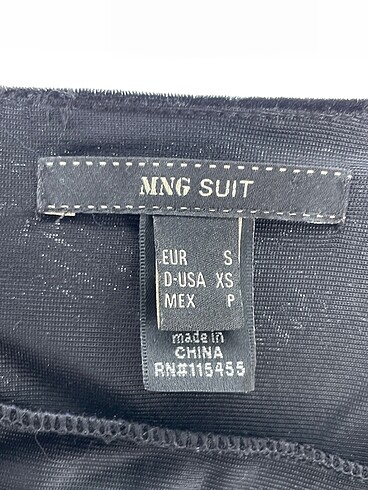 MNG SUIT
EUR S
D-USA XS
MEX P
made in
CHINA
RN#115455